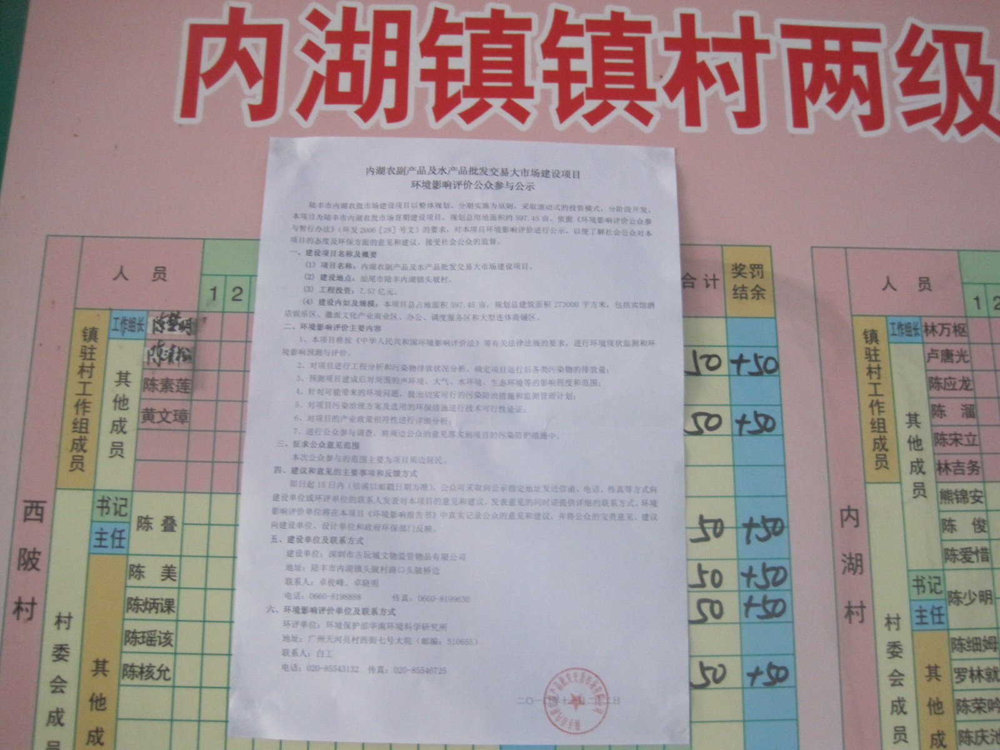 内湖镇镇村两级
内湖农副产品及水产品批发交易大市场建设项目
环境影响评价公众参与公示
陆丰市内湖农批市场建设项目以整体规划、分期实施为原则，采取滚动式的投资模式，分阶段开发。
本项目为陆丰市内湖农批市场首期建设项目，规划总用地面积约597.45亩。依据《环境影响评价公众参
与暂行办法》（环发2006［28］号文）的要求，对本项目环境影响评价进行公示，以便了解社会公众对本
项目的态度及环保方面的意见和建议，接受社会公众的监督。
一、建设项目名称及概要
（1）项目名称：内湖农副产品及水产品批发交易大市场建设项目。
（2）建设地点：汕尾市陆丰内湖镇头坡村。
（3）工程投资：7.57亿元。
（4）建设内如及规模：本项目总占地面积597.45亩，规划总建筑面积273000平方米，包括宾馆酒
店娱乐区、徽派文化产业商业区、办公、调度服务区和大型连体商铺区。
二、环境影响评价主要内容
1、本项目将按《中华人民共和国环境影响评价法》等有关法律法规的要求，进行环境现状监测和环
境影响预测与评价。
2、对项目进行工程分析和污染物排放状况分析，确定项目运行后各类污染物的排放量；
3、预测项目建成后对周围的声环境、大气、水环境、生态环境等的影响程度和范围；
4、针对可能带来的环境问题，提出切实可行的污染防治措施和监测管理计划；
5、对项目污染治理方案及选用的环保措施进行技术可行性论证；
6、对项目的产业政策相符性进行详细分析；
7、进行公众参与调查，将周边公众的意见落实到项目的污染防护措施中。
三、征求公众意见范围
本次公众参与的范围主要为项目周边居民。
四、建议和意见的主要事项和反馈方式
即日起15日内（信函以邮戳日期为准），公众可采取向公示指定地址发送信函、电话、传真等方式向
建设单位或环评单位的联系人发表对本项目的意见和建议，发表意见的同时请提供详细的联系方式，环境
影响评价单位将在本项目《环境影响报告书》中真实记录公众的意见和建议，并将公众的宝贵意见、建议
向建设单位、设计单位和政府环保部门反映。
五、建设单位及联系方式
建设单位：深圳市古玩城文物监管物品有限公司
地址：陆丰市内湖镇头陂村路口头陂桥边
联系人：卓俊峰、卓晓明
电话：0660-8198888 传真：0660-8199630
六、环境影响评价单位及联系方式
环评单位：环境保护部华南环境科学研究所
地址：广州天河员村西街七号大院（邮编：510655）
联系人：白工
电话：020-85543132 传真：020-85546725
二〇一〇年十
人 员
1 2
镇驻村工作组成员
工作组长
其他成员
陈素莲
黄文璋
西陂村
书记
主任
陈叠
村委会成员
其他成
陈美
陈炳课
陈瑶该
陈核允
合计
奖罚
结余
50 +50
50 +50
50 +50
50 +50
50 +50
50 +50
人 员
1 2
镇驻村工作组成员
工作组长
林万枢
其他成员
卢唐光
陈应龙
陈溜
陈宋立
林吉务
熊锦安
陈俊
陈爱惜
内湖村
书记
主任
陈少明
村委会成员
其他成
陈细姆
罗林就
陈荣吟
陈庆池